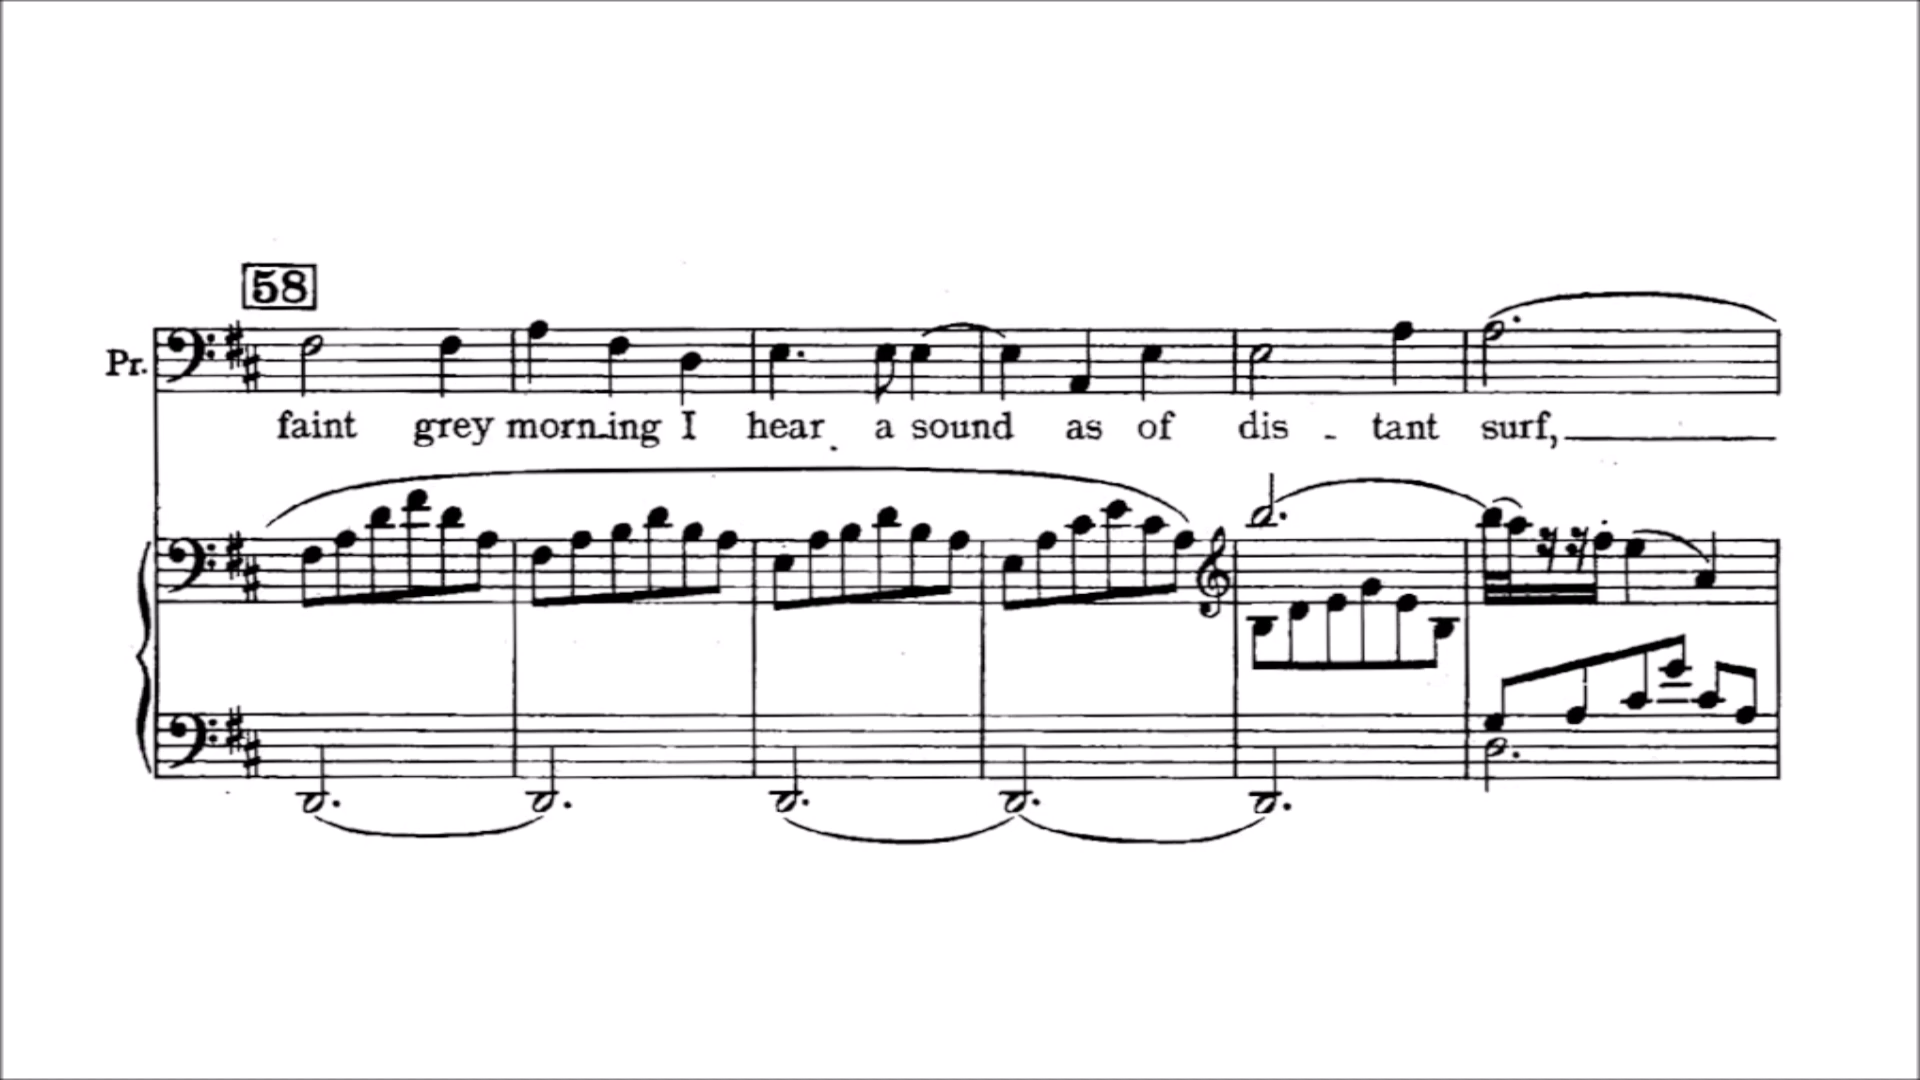 58
Pr.
faint grey morn-ing I hear a sound as of dis - tant surf,